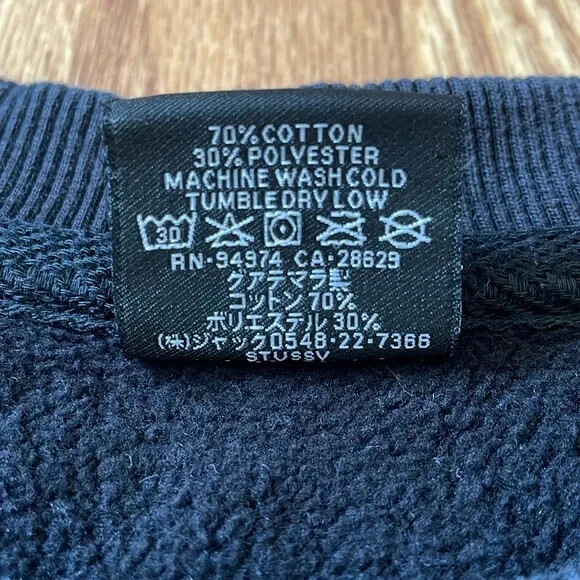 70% COTTON
30% POLYESTER
MACHINE WASH COLD
TUMBLE DRY LOW
30
RN-94974 CA-28629
グアテマラ製
コットン 70%
ポリエステル 30%
(株)ジャック0548-22-7366
STUSSY